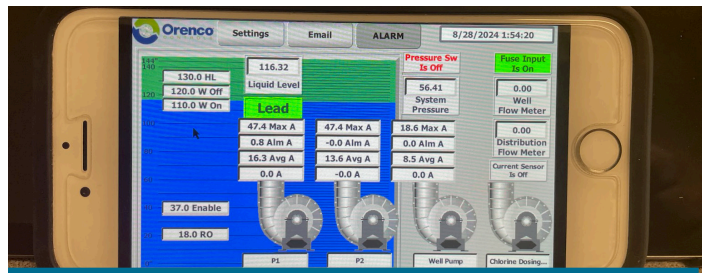 Orenco
Settings
Email
ALARM
8/28/2024 1:54:20
144"
140
120
100
130.0 HL
120.0 W Off
110.0 W On
116.32
Liquid Level
Lead
Pressure Sw
Is Off
56.41
System
Pressure
Fuse Input
Is On
0.00
Well
Flow Meter
0.00
Distribution
Flow Meter
Current Sensor
Is Off
47.4 Max A
0.8 Alm A
16.3 Avg A
0.0 A
47.4 Max A
-0.0 Alm A
13.6 Avg A
-0.0 A
18.6 Max A
0.0 Alm A
8.5 Avg A
0.0 A
37.0 Enable
18.0 RO
P1
P2
Well Pump
Chlorine Dosing...